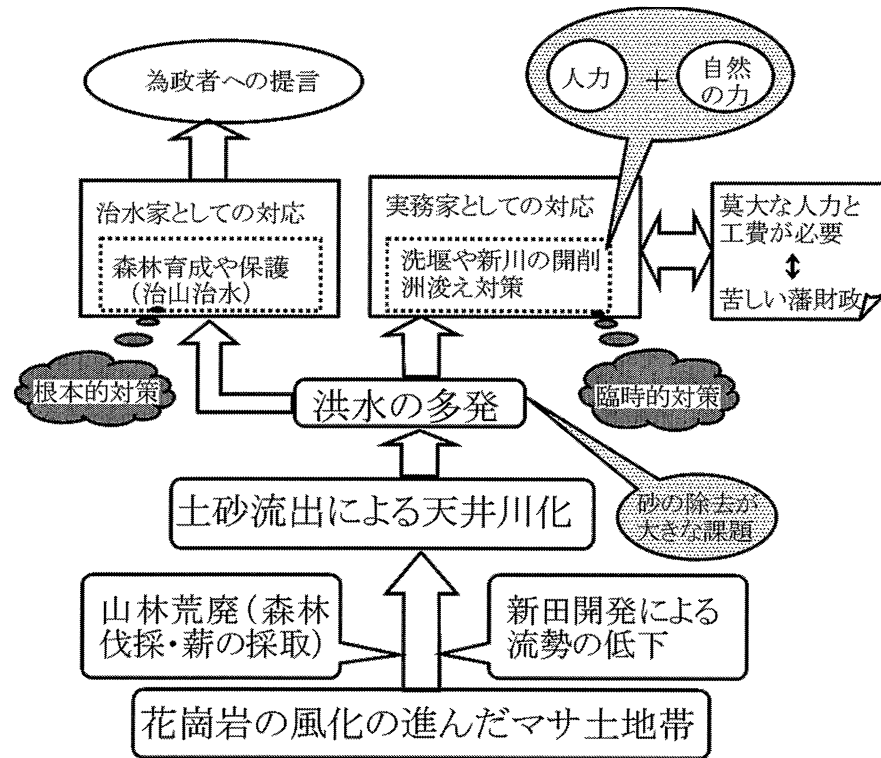 為政者への提言
人力
+
自然
の力
治水家としての対応
森林育成や保護
(治山治水)
実務家としての対応
洗堰や新川の開削
洲浚え対策
莫大な人力と
工費が必要
苦しい藩財政
根本的対策
臨時的対策
洪水の多発
土砂流出による天井川化
砂の除去が
大きな課題
山林荒廃(森林
伐採・薪の採取)
新田開発による
流勢の低下
花崗岩の風化の進んだマサ土地帯